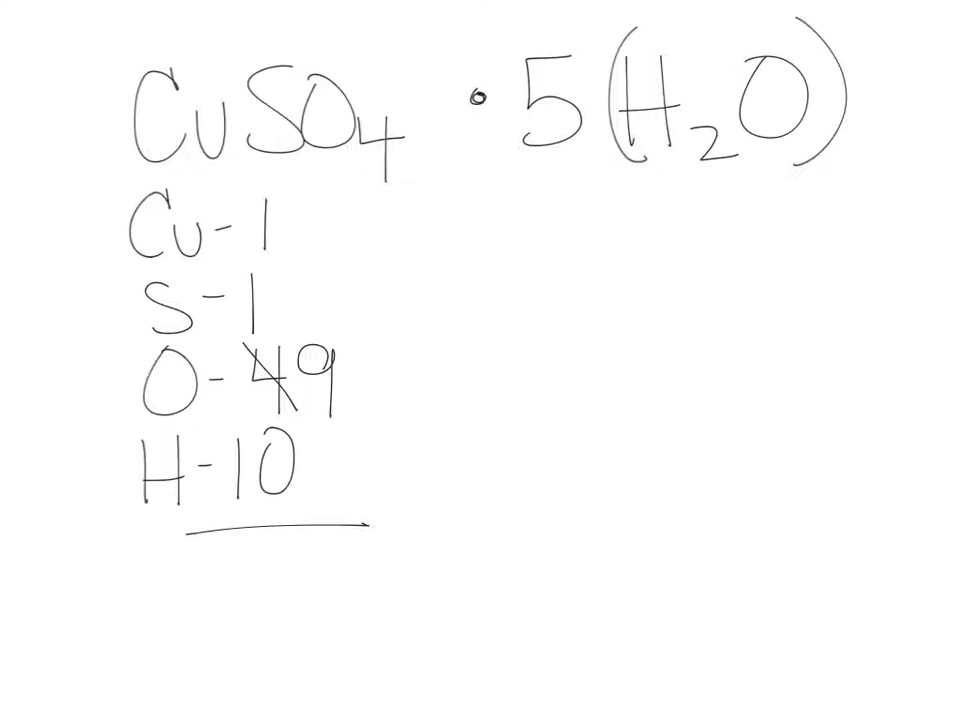 CuSO₄ • 5(H₂O)
Cu - 1
S - 1
O - 4 9
H - 10